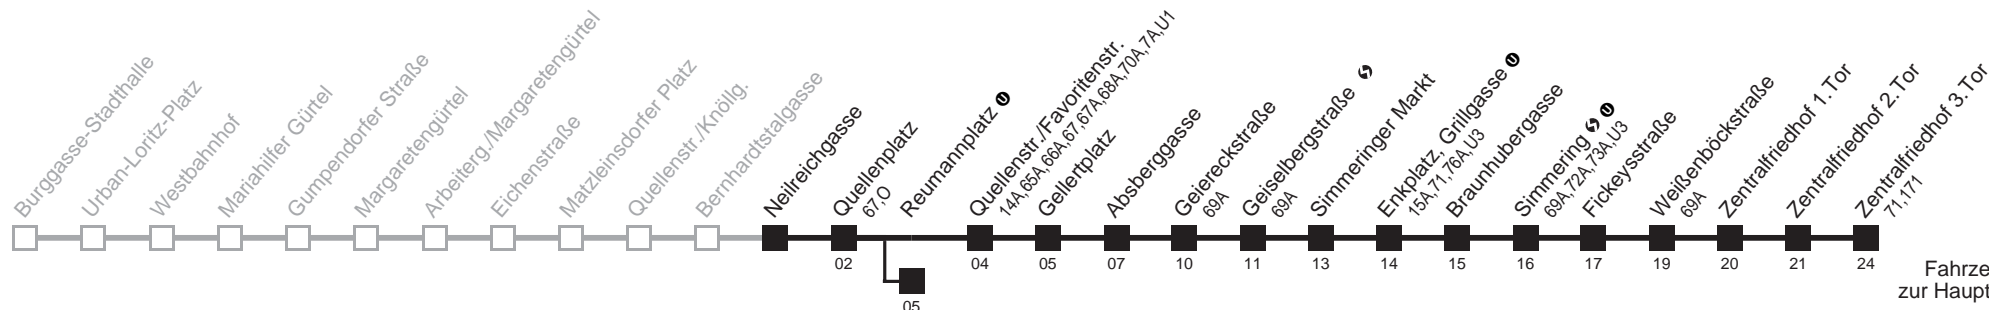 Burggasse-Stadthalle
Urban-Loritz-Platz
Westbahnhof
Mariahilfer Gürtel
Gumpendorfer Straße
Margaretengürtel
Arbeiterg./Margaretengürtel
Eichenstraße
Matzleinsdorfer Platz
Quellenstr./Knöllg.
Bernhardtstalgasse
Neilreichgasse
Quellenplatz
67,O
Reumannplatz U
Quellenstr./Favoritenstr.
14A,65A,66A,67,67A,68A,70A,7A,U1
Gellertplatz
Absberggasse
Geiereckstraße
69A
Geiselbergstraße S
69A
Simmeringer Markt
Enkplatz, Grillgasse U
15A,71,76A,U3
Braunhubergasse
Simmering S U
69A,72A,73A,U3
Fickeysstraße
Weißenböckstraße
69A
Zentralfriedhof 1.Tor
Zentralfriedhof 2.Tor
Zentralfriedhof 3.Tor
71,171
02 04 05 07 10 11 13 14 15 16 17 19 20 21 24
05
Fahrze
zur Haupt